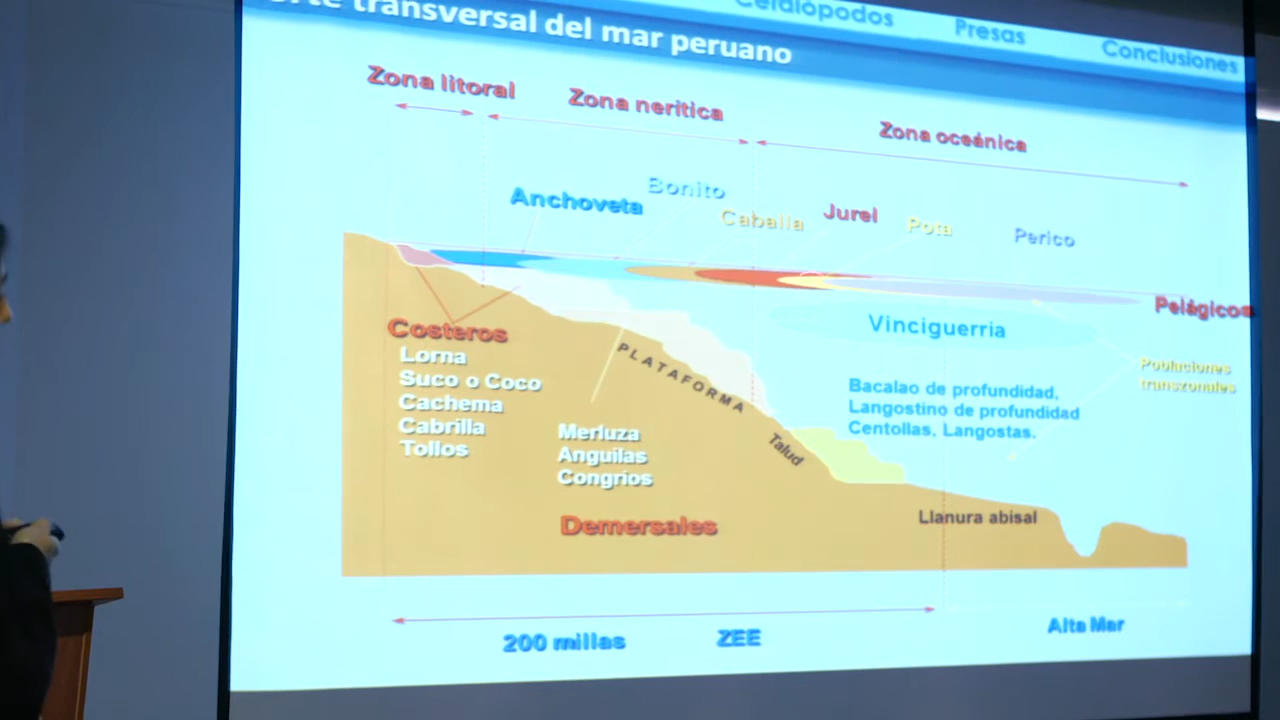 Cefalópodos
Presas
Conclusiones
transversal del mar peruano
Zona litoral
Zona nerítica
Zona oceánica
Anchoveta
Bonito
Caballa
Jurel
Pota
Perico
Pelágicos
Vinciguerria
Costeros
Lorna
Suco o Coco
Cachema
Cabrilla
Tollos
PLATAFORMA
Talud
Poblaciones
transzonales
Bacalao de profundidad,
Langostino de profundidad
Centollas, Langostas.
Merluza
Anguilas
Congrios
Demersales
Llanura abisal
200 millas
ZEE
Alta Mar